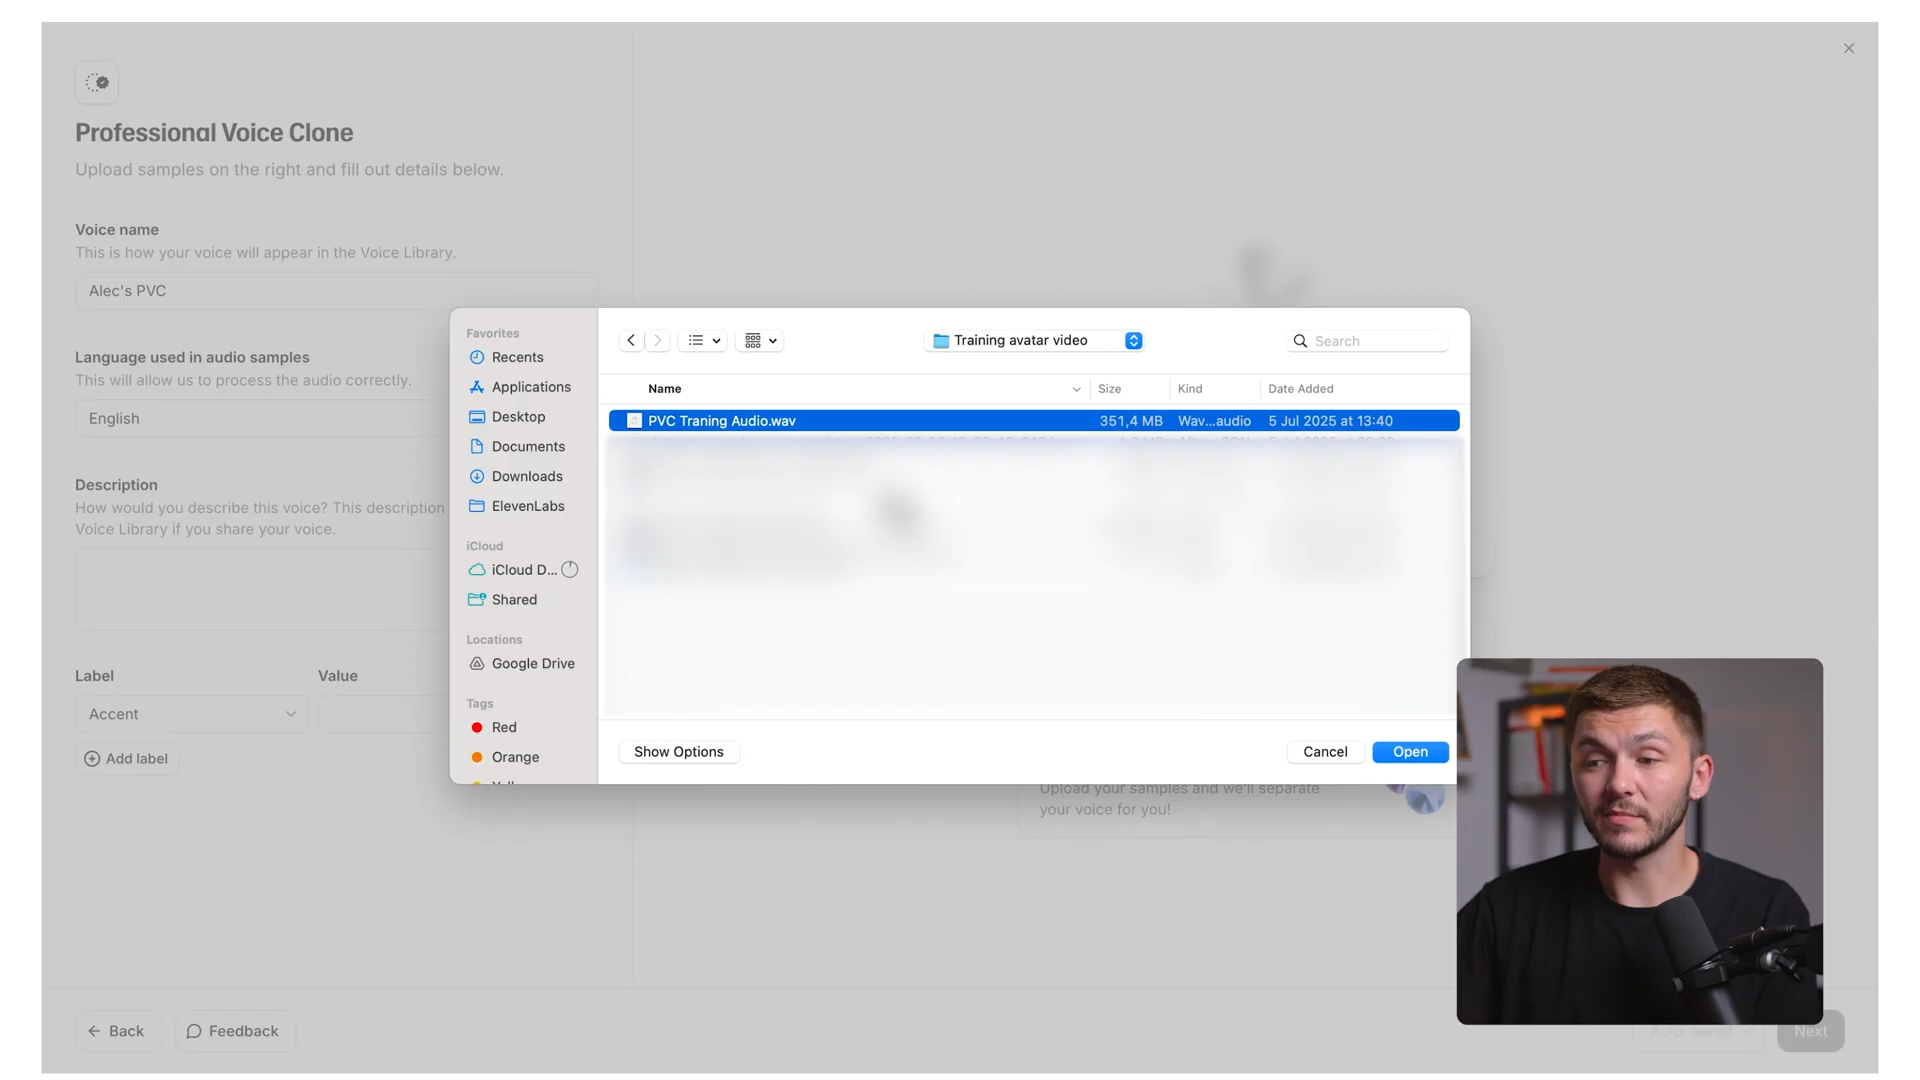 Professional Voice Clone
Upload samples on the right and fill out details below.
Voice name
This is how your voice will appear in the Voice Library.
Alec's PVC
Language used in audio samples
This will allow us to process the audio correctly.
English
Description
How would you describe this voice? This description
Voice Library if you share your voice.
Label
Value
Accent
Add label
Back
Feedback
Favorites
Recents
Applications
Desktop
Documents
Downloads
ElevenLabs
iCloud
iCloud D...
Shared
Locations
Google Drive
Tags
Red
Orange
Training avatar video
Search
Name
Size
Kind
Date Added
PVC Traning Audio.wav
351,4 MB
Wav...audio
5 Jul 2025 at 13:40
Show Options
Cancel
Open
Upload your samples and we'll separate
your voice for you!
Next